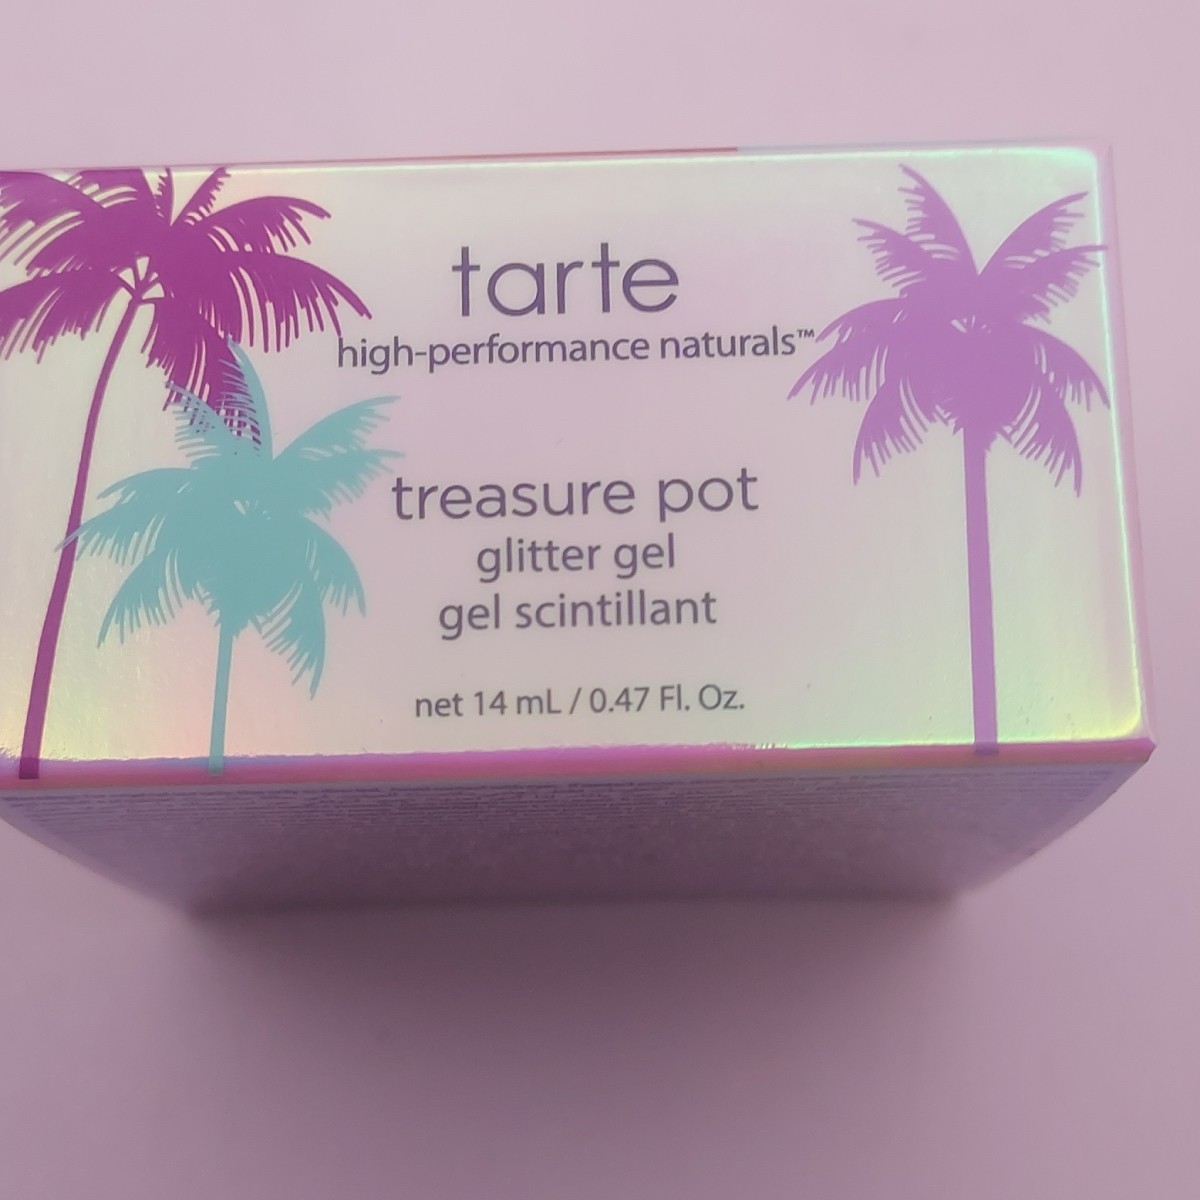 tarte
high-performance naturals™
treasure pot
glitter gel
gel scintillant
net 14 mL / 0.47 Fl. Oz.